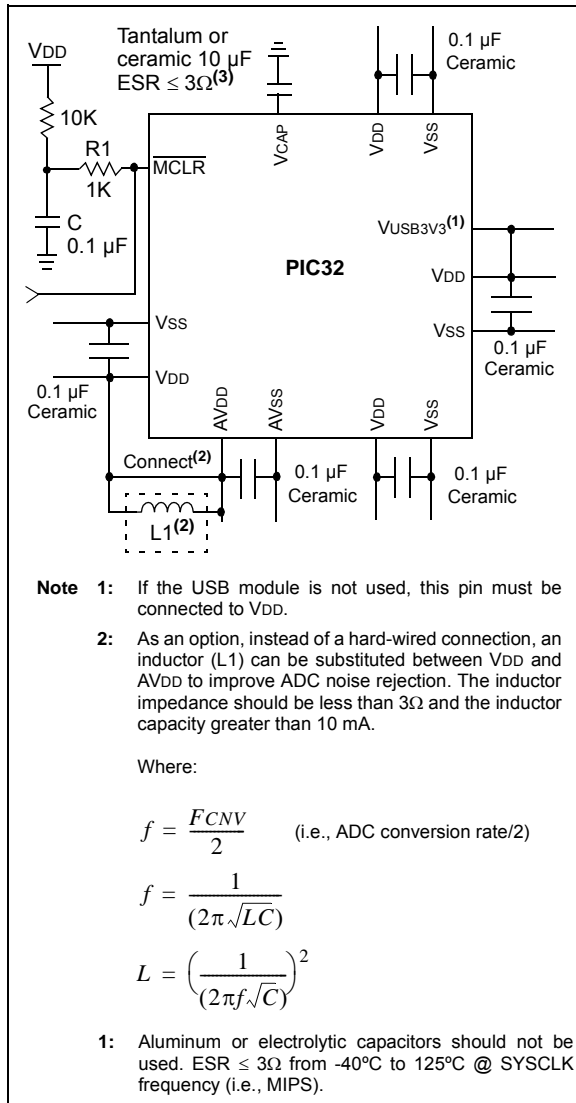 VDD
Tantalum or
ceramic 10 µF
ESR ≤ 3Ω(3)
0.1 µF
Ceramic
10K
R1
1K
C
0.1 µF
MCLR
VCAP
VDD
VSS
VUSB3V3(1)
PIC32
VDD
VSS
0.1 µF
Ceramic
VSS
VDD
0.1 µF
Ceramic
AVDD
AVSS
VDD
VSS
Connect(2)
0.1 µF
Ceramic
0.1 µF
Ceramic
L1(2)
Note 1: If the USB module is not used, this pin must be
connected to VDD.
2: As an option, instead of a hard-wired connection, an
inductor (L1) can be substituted between VDD and
AVDD to improve ADC noise rejection. The inductor
impedance should be less than 3Ω and the inductor
capacity greater than 10 mA.
Where:
f = FCNV / 2 (i.e., ADC conversion rate/2)
f = 1 / (2π√LC)
L = (1 / (2πf√C))2
1: Aluminum or electrolytic capacitors should not be
used. ESR ≤ 3Ω from -40ºC to 125ºC @ SYSCLK
frequency (i.e., MIPS).